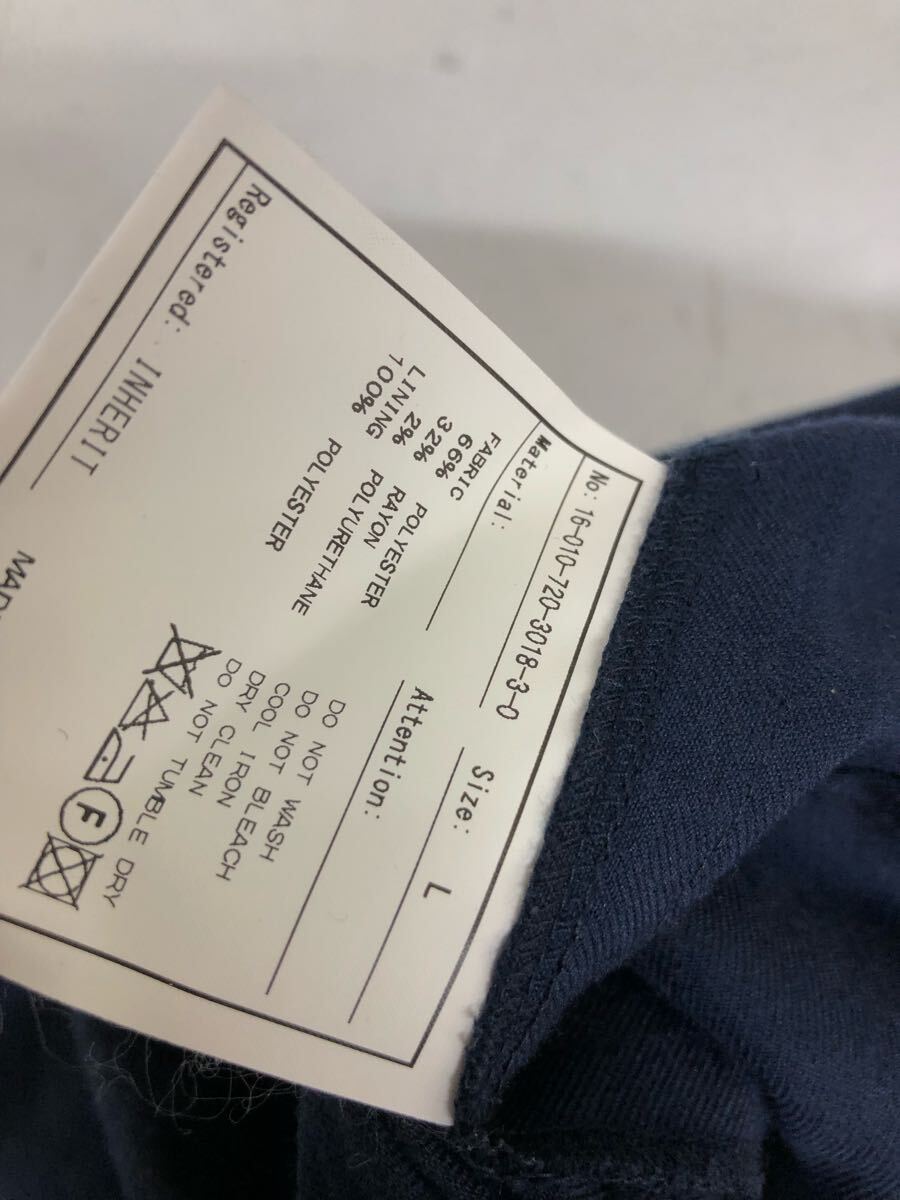 No: 16-010-720-3018-3-0 Size: L
Material: Attention:
FABRIC
66% POLYESTER
32% RAYON
2% POLYURETHANE
LINING
100% POLYESTER
DO NOT WASH
DO NOT BLEACH
COOL IRON
DRY CLEAN
DO NOT TUMBLE DRY
F
Registered: INHERIT